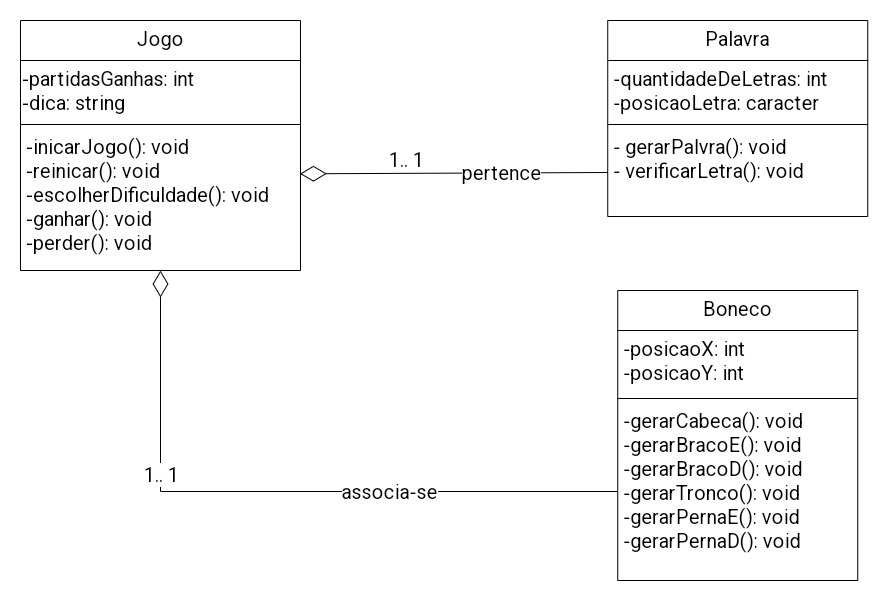 Jogo
-partidasGanhas: int
-dica: string
-inicarJogo(): void
-reinicar(): void
-escolherDificuldade(): void
-ganhar(): void
-perder(): void
1.. 1
pertence
Palavra
-quantidadeDeLetras: int
-posicaoLetra: caracter
- gerarPalvra(): void
- verificarLetra(): void
1.. 1
associa-se
Boneco
-posicaoX: int
-posicaoY: int
-gerarCabeca(): void
-gerarBracoE(): void
-gerarBracoD(): void
-gerarTronco(): void
-gerarPernaE(): void
-gerarPernaD(): void